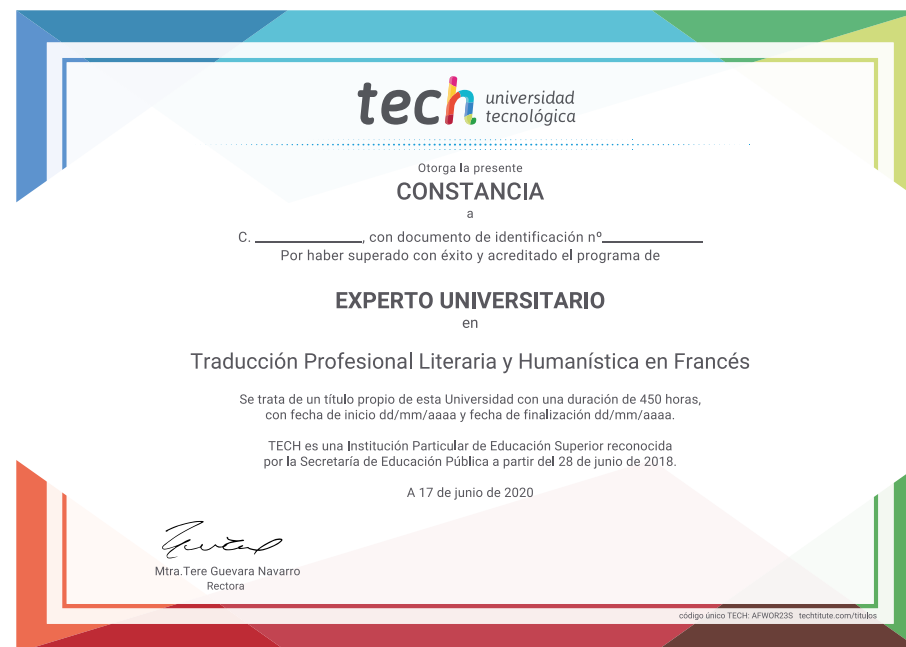 tech universidad
tecnológica
Otorga la presente
CONSTANCIA
a
C. ______________, con documento de identificación nº_____________
Por haber superado con éxito y acreditado el programa de
EXPERTO UNIVERSITARIO
en
Traducción Profesional Literaria y Humanística en Francés
Se trata de un título propio de esta Universidad con una duración de 450 horas,
con fecha de inicio dd/mm/aaaa y fecha de finalización dd/mm/aaaa.
TECH es una Institución Particular de Educación Superior reconocida
por la Secretaría de Educación Pública a partir del 28 de junio de 2018.
A 17 de junio de 2020
Mtra.Tere Guevara Navarro
Rectora
código único TECH: AFWOR23S techtitute.com/titulos